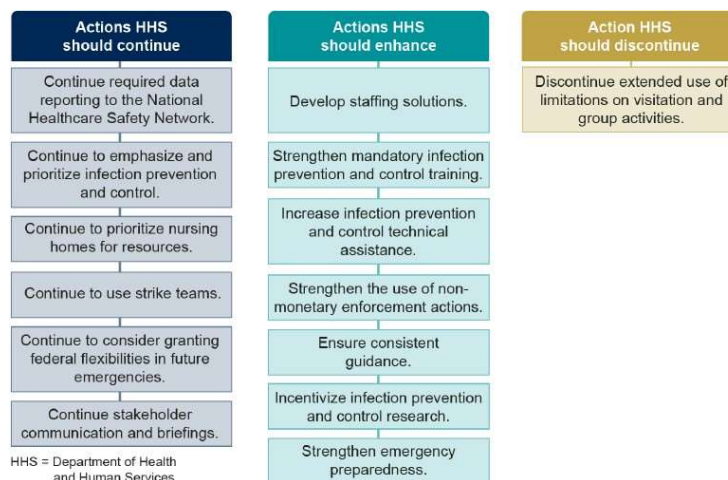 Actions HHS
should continue
Continue required data
reporting to the National
Healthcare Safety Network.
Continue to emphasize and
prioritize infection prevention
and control.
Continue to prioritize nursing
homes for resources.
Continue to use strike teams.
Continue to consider granting
federal flexibilities in future
emergencies.
Continue stakeholder
communication and briefings.
HHS = Department of Health
and Human Services
Actions HHS
should enhance
Develop staffing solutions.
Strengthen mandatory infection
prevention and control training.
Increase infection prevention
and control technical
assistance.
Strengthen the use of non-
monetary enforcement actions.
Ensure consistent
guidance.
Incentivize infection prevention
and control research.
Strengthen emergency
preparedness.
Action HHS
should discontinue
Discontinue extended use of
limitations on visitation and
group activities.